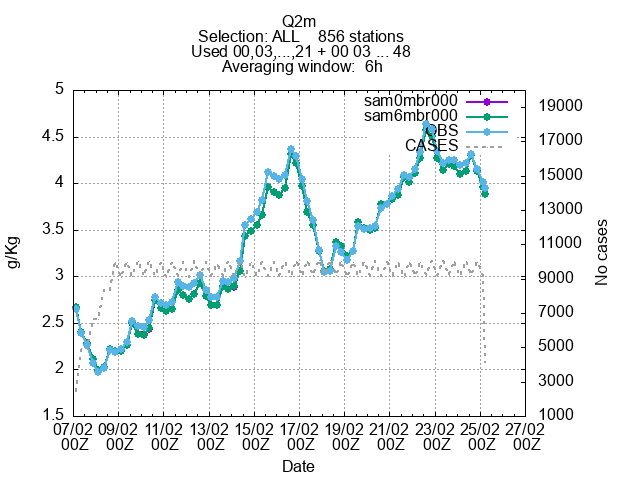 Q2m
Selection: ALL 856 stations
Used 00,03,...,21 + 00 03 ... 48
Averaging window: 6h
sam0mbr000
sam6mbr000
OBS
CASES
5
4.5
4
3.5
3
2.5
2
1.5
g/Kg
19000
17000
15000
13000
11000
9000
7000
5000
3000
1000
No cases
07/02 09/02 11/02 13/02 15/02 17/02 19/02 21/02 23/02 25/02 27/02
00Z 00Z 00Z 00Z 00Z 00Z 00Z 00Z 00Z 00Z 00Z
Date